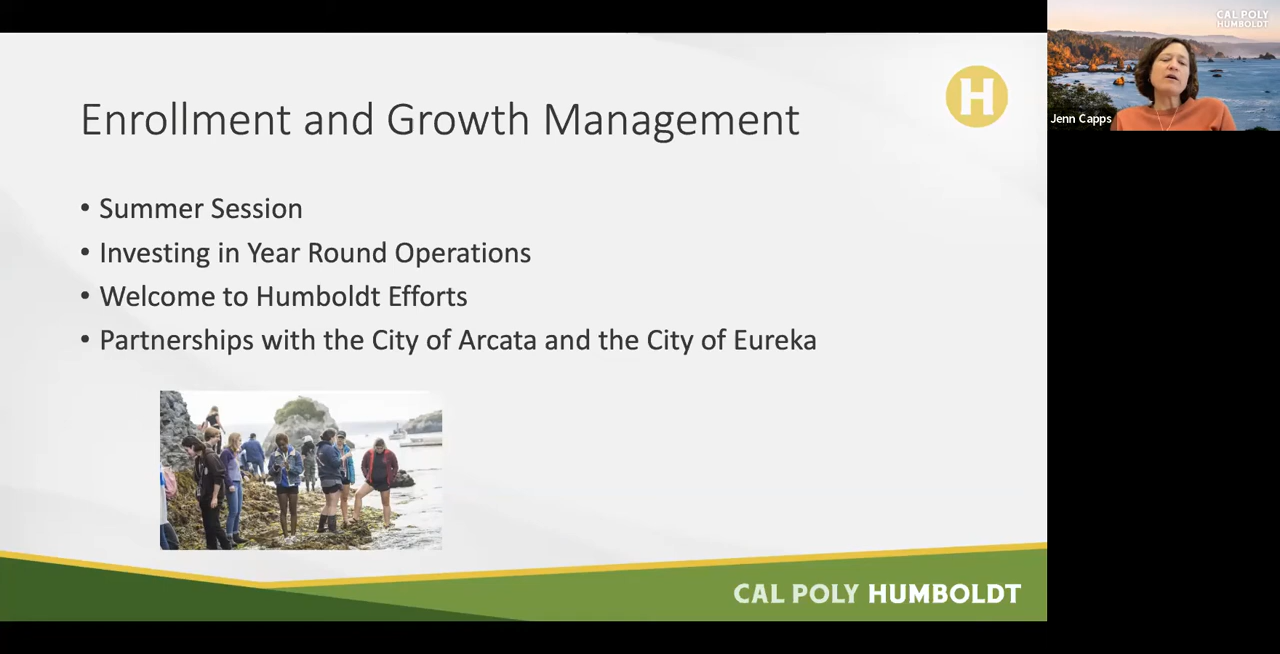 Enrollment and Growth Management
H
• Summer Session
• Investing in Year Round Operations
• Welcome to Humboldt Efforts
• Partnerships with the City of Arcata and the City of Eureka
CAL POLY HUMBOLDT
CAL POLY
HUMBOLDT
Jenn Capps